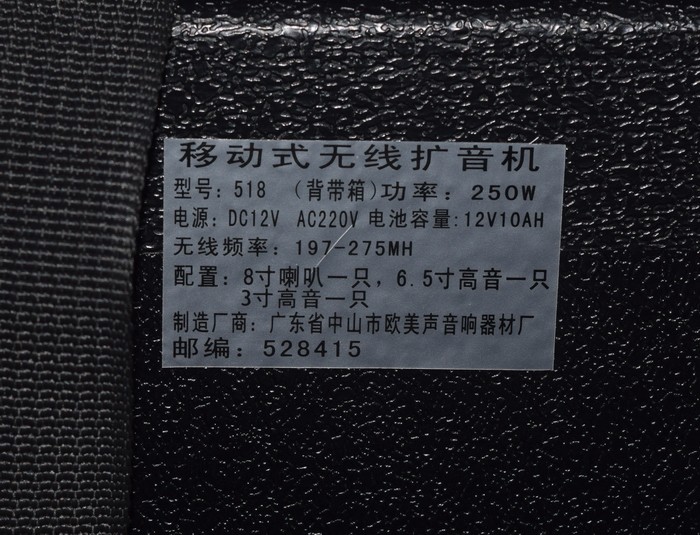 移动式无线扩音机
型号：518 （背带箱）功率：250W
电源：DC12V AC220V 电池容量：12V10AH
无线频率：197-275MH
配置：8寸喇叭一只，6.5寸高音一只
3寸高音一只
制造厂商：广东省中山市欧美声音响器材厂
邮编：528415